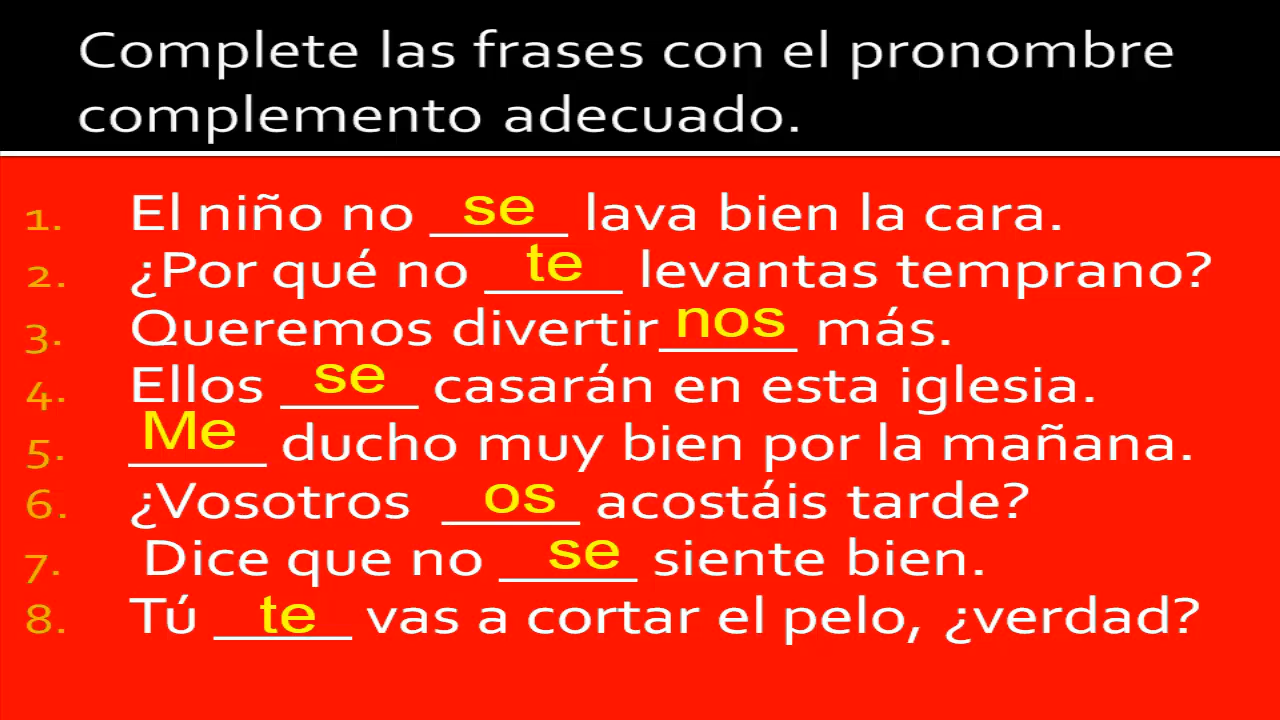 Complete las frases con el pronombre
complemento adecuado.
1. El niño no se lava bien la cara.
2. ¿Por qué no te levantas temprano?
3. Queremos divertirnos más.
4. Ellos se casarán en esta iglesia.
5. Me ducho muy bien por la mañana.
6. ¿Vosotros os acostáis tarde?
7. Dice que no se siente bien.
8. Tú te vas a cortar el pelo, ¿verdad?